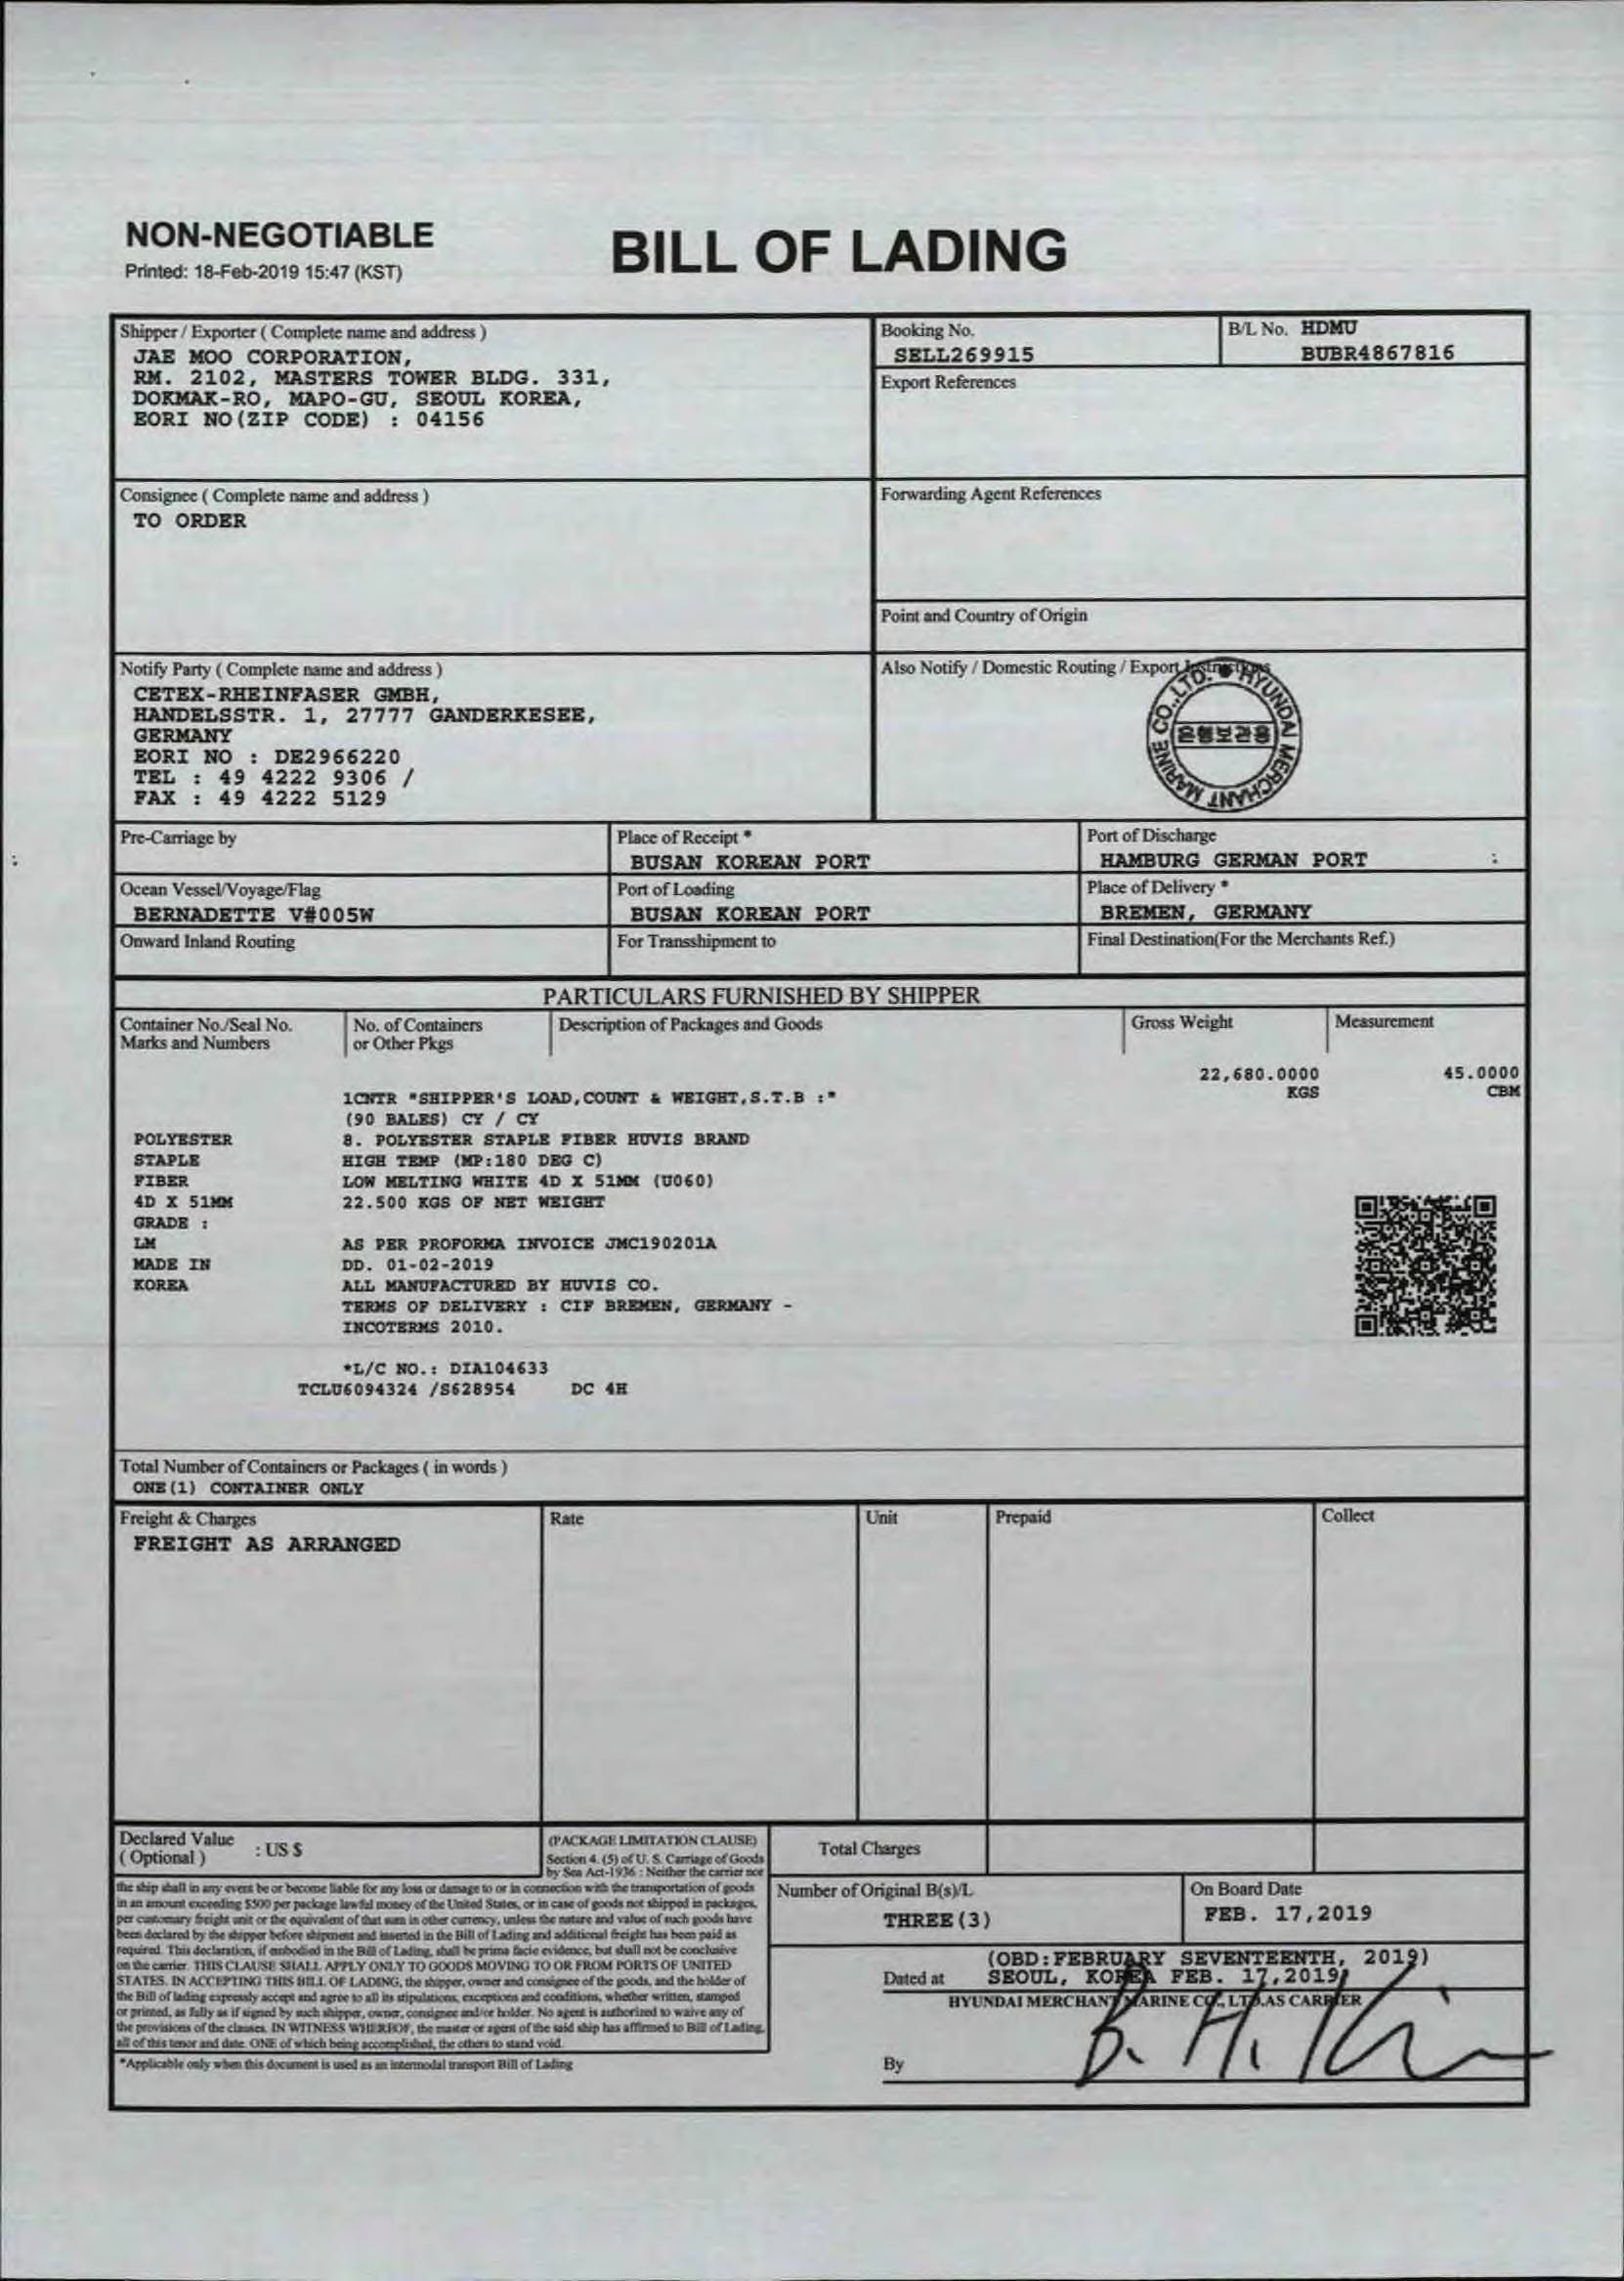 NON-NEGOTIABLE
BILL OF LADING
Printed: 18-Feb-2019 15:47 (KST)
Shipper / Exporter ( Complete name and address )
JAE MOO CORPORATION,
RM. 2102, MASTERS TOWER BLDG. 331,
DOKMAK-RO, MAPO-GU, SEOUL KOREA,
EORI NO(ZIP CODE) : 04156
Booking No.
SELL269915
B/L No. HDMU
BUBR4867816
Export References
Consignee ( Complete name and address )
TO ORDER
Forwarding Agent References
Point and Country of Origin
Notify Party ( Complete name and address )
CETEX-RHEINFASER GMBH,
HANDELSSTR. 1, 27777 GANDERKESEE,
GERMANY
EORI NO : DE2966220
TEL : 49 4222 9306 /
FAX : 49 4222 5129
Also Notify / Domestic Routing / Export Instructions
HYUNDAI MERCHANT MARINE CO.,LTD.
은행보관용
Pre-Carriage by
Place of Receipt *
BUSAN KOREAN PORT
Port of Discharge
HAMBURG GERMAN PORT :
Ocean Vessel/Voyage/Flag
BERNADETTE V#005W
Port of Loading
BUSAN KOREAN PORT
Place of Delivery *
BREMEN, GERMANY
Onward Inland Routing
For Transshipment to
Final Destination(For the Merchants Ref.)
PARTICULARS FURNISHED BY SHIPPER
Container No./Seal No.
Marks and Numbers
No. of Containers
or Other Pkgs
Description of Packages and Goods
Gross Weight
Measurement
22,680.0000 45.0000
KGS CBM
1CNTR "SHIPPER'S LOAD,COUNT & WEIGHT,S.T.B :"
(90 BALES) CY / CY
POLYESTER 8. POLYESTER STAPLE FIBER HUVIS BRAND
STAPLE HIGH TEMP (MP:180 DEG C)
FIBER LOW MELTING WHITE 4D X 51MM (U060)
4D X 51MM 22.500 KGS OF NET WEIGHT
GRADE :
LM AS PER PROFORMA INVOICE JMC190201A
MADE IN DD. 01-02-2019
KOREA ALL MANUFACTURED BY HUVIS CO.
TERMS OF DELIVERY : CIF BREMEN, GERMANY -
INCOTERMS 2010.
*L/C NO.: DIA104633
TCLU6094324 /S628954 DC 4H
Total Number of Containers or Packages ( in words )
ONE(1) CONTAINER ONLY
Freight & Charges
Rate
Unit
Prepaid
Collect
FREIGHT AS ARRANGED
Declared Value
( Optional ) : US $
(PACKAGE LIMITATION CLAUSE)
Section 4. (5) of U. S. Carriage of Goods
by Sea Act-1936 : Neither the carrier nor
the ship shall in any event be or become liable for any loss or damage to or in connection with the transportation of goods
in an amount exceeding $500 per package lawful money of the United States, or in case of goods not shipped in packages,
per customary freight unit or the equivalent of that sum in other currency, unless the nature and value of such goods have
been declared by the shipper before shipment and inserted in the Bill of Lading and additional freight has been paid as
required. This declaration, if embodied in the Bill of Lading, shall be prima facie evidence, but shall not be conclusive
on the carrier. THIS CLAUSE SHALL APPLY ONLY TO GOODS MOVING TO OR FROM PORTS OF UNITED
STATES. IN ACCEPTING THIS BILL OF LADING, the shipper, owner and consignee of the goods, and the holder of
the Bill of lading expressly accept and agree to all its stipulations, exceptions and conditions, whether written, stamped
or printed, as fully as if signed by such shipper, owner, consignee and/or holder. No agent is authorized to waive any of
the provisions of the clauses. IN WITNESS WHEREOF, the master or agent of the said ship has affirmed to Bill of Lading,
all of this tenor and date. ONE of which being accomplished, the others to stand void.
*Applicable only when this document is used as an intermodal transport Bill of Lading
Total Charges
Number of Original B(s)/L
THREE(3)
On Board Date
FEB. 17,2019
(OBD:FEBRUARY SEVENTEENTH, 2019)
Dated at SEOUL, KOREA FEB. 17,2019
HYUNDAI MERCHANT MARINE CO., LTD.AS CARRIER
By B. H. K